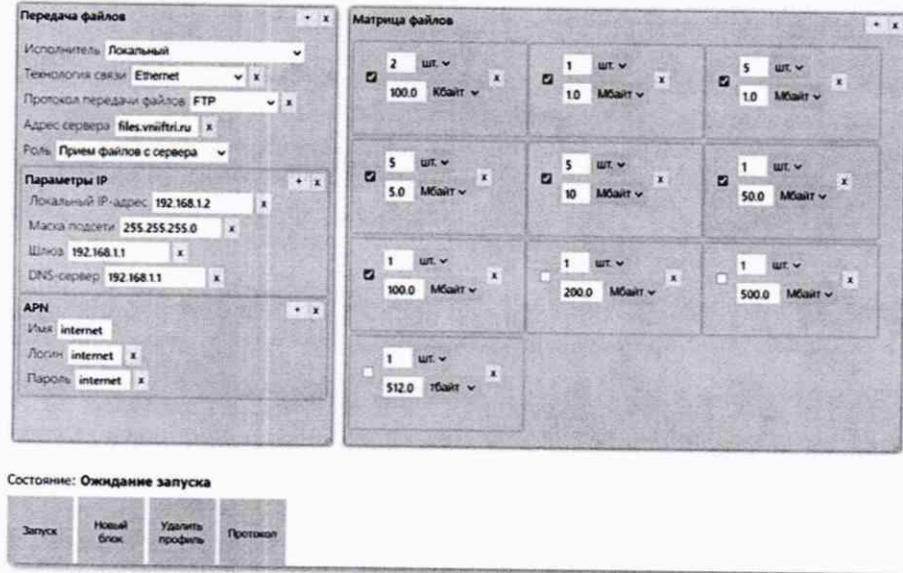 Передача файлов + x
Исполнитель Локальный
Технология связи Ethernet x
Протокол передачи файлов FTP x
Адрес сервера files.vniiftri.ru x
Роль Прием файлов с сервера
Параметры IP + x
Локальный IP-адрес 192.168.1.2 x
Маска подсети 255.255.255.0 x
Шлюз 192.168.1.1 x
DNS-сервер 192.168.1.1 x
APN + x
Имя internet
Логин internet x
Пароль internet x
Матрица файлов + x
2 шт. x
100.0 Кбайт
1 шт. x
1.0 Мбайт
5 шт. x
1.0 Мбайт
5 шт. x
5.0 Мбайт
5 шт. x
10 Мбайт
1 шт. x
50.0 Мбайт
1 шт. x
100.0 Мбайт
1 шт. x
200.0 Мбайт
1 шт. x
500.0 Мбайт
1 шт. x
512.0 тбайт
Состояние: Ожидание запуска
Запуск
Новый
блок
Удалить
профиль
Протокол